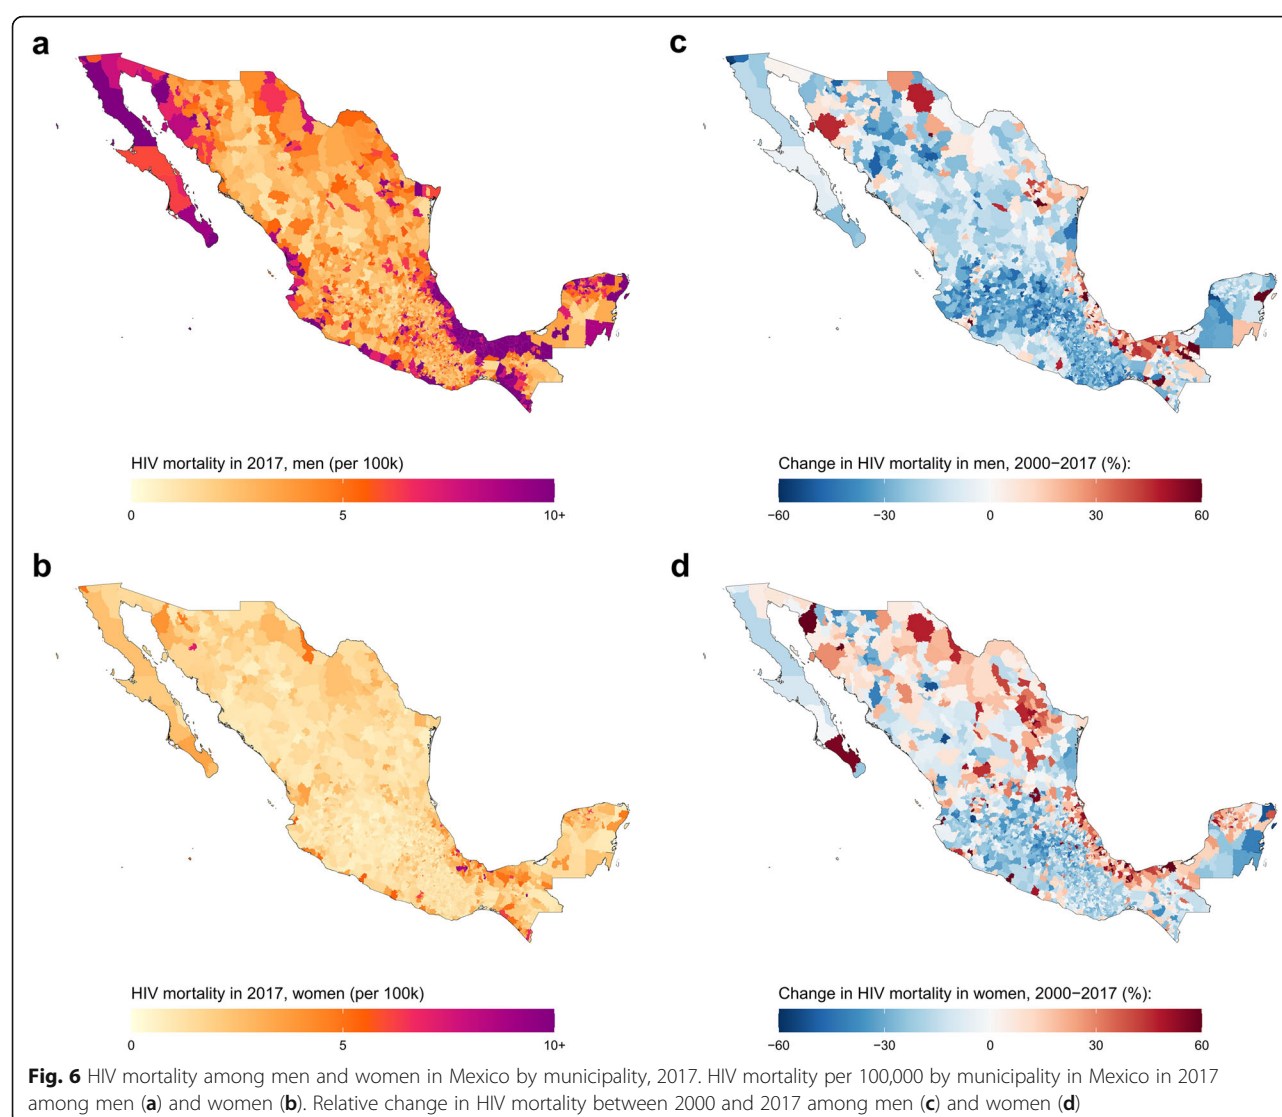 a
c
HIV mortality in 2017, men (per 100k)
0 5 10+
Change in HIV mortality in men, 2000−2017 (%):
−60 −30 0 30 60
b
d
HIV mortality in 2017, women (per 100k)
0 5 10+
Change in HIV mortality in women, 2000−2017 (%):
−60 −30 0 30 60
Fig. 6 HIV mortality among men and women in Mexico by municipality, 2017. HIV mortality per 100,000 by municipality in Mexico in 2017
among men (a) and women (b). Relative change in HIV mortality between 2000 and 2017 among men (c) and women (d)